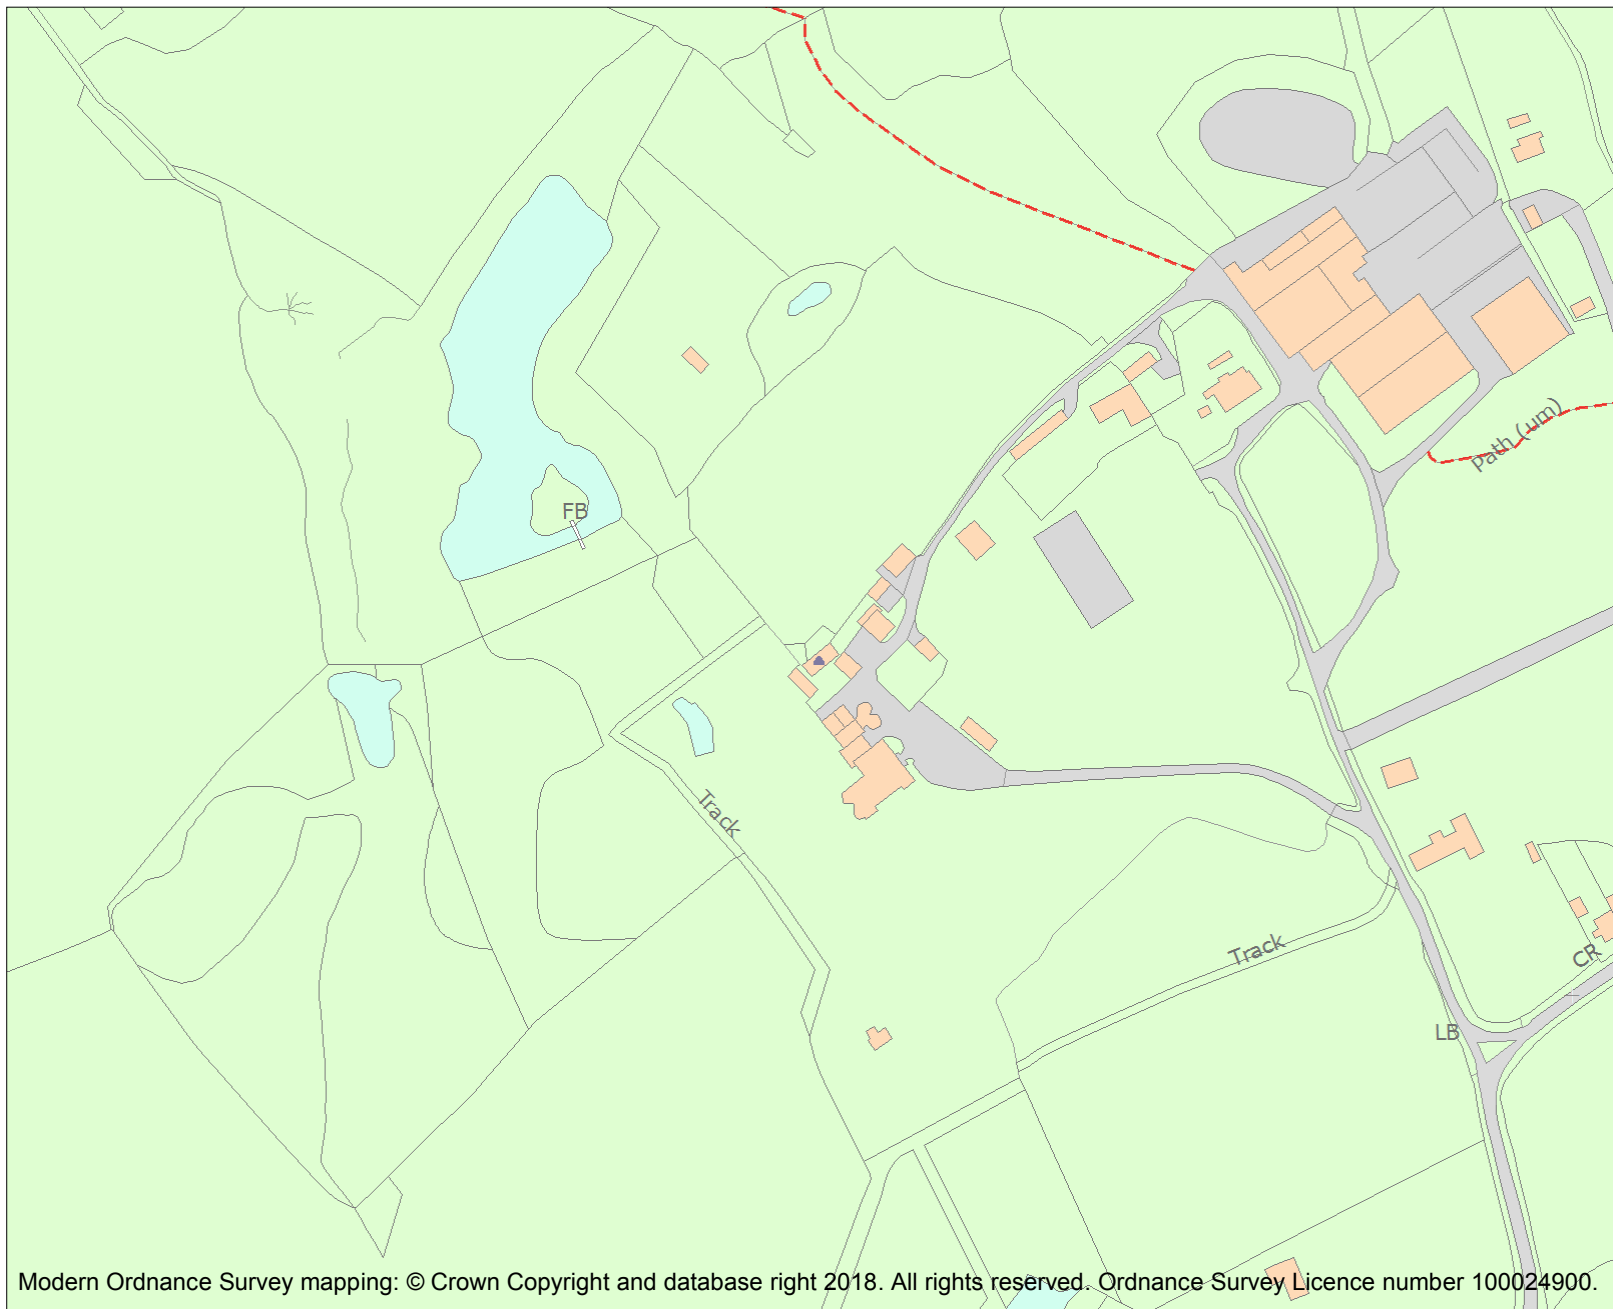 Path (um)
FB
Track
Track
CR
LB
Modern Ordnance Survey mapping: © Crown Copyright and database right 2018. All rights reserved. Ordnance Survey Licence number 100024900.